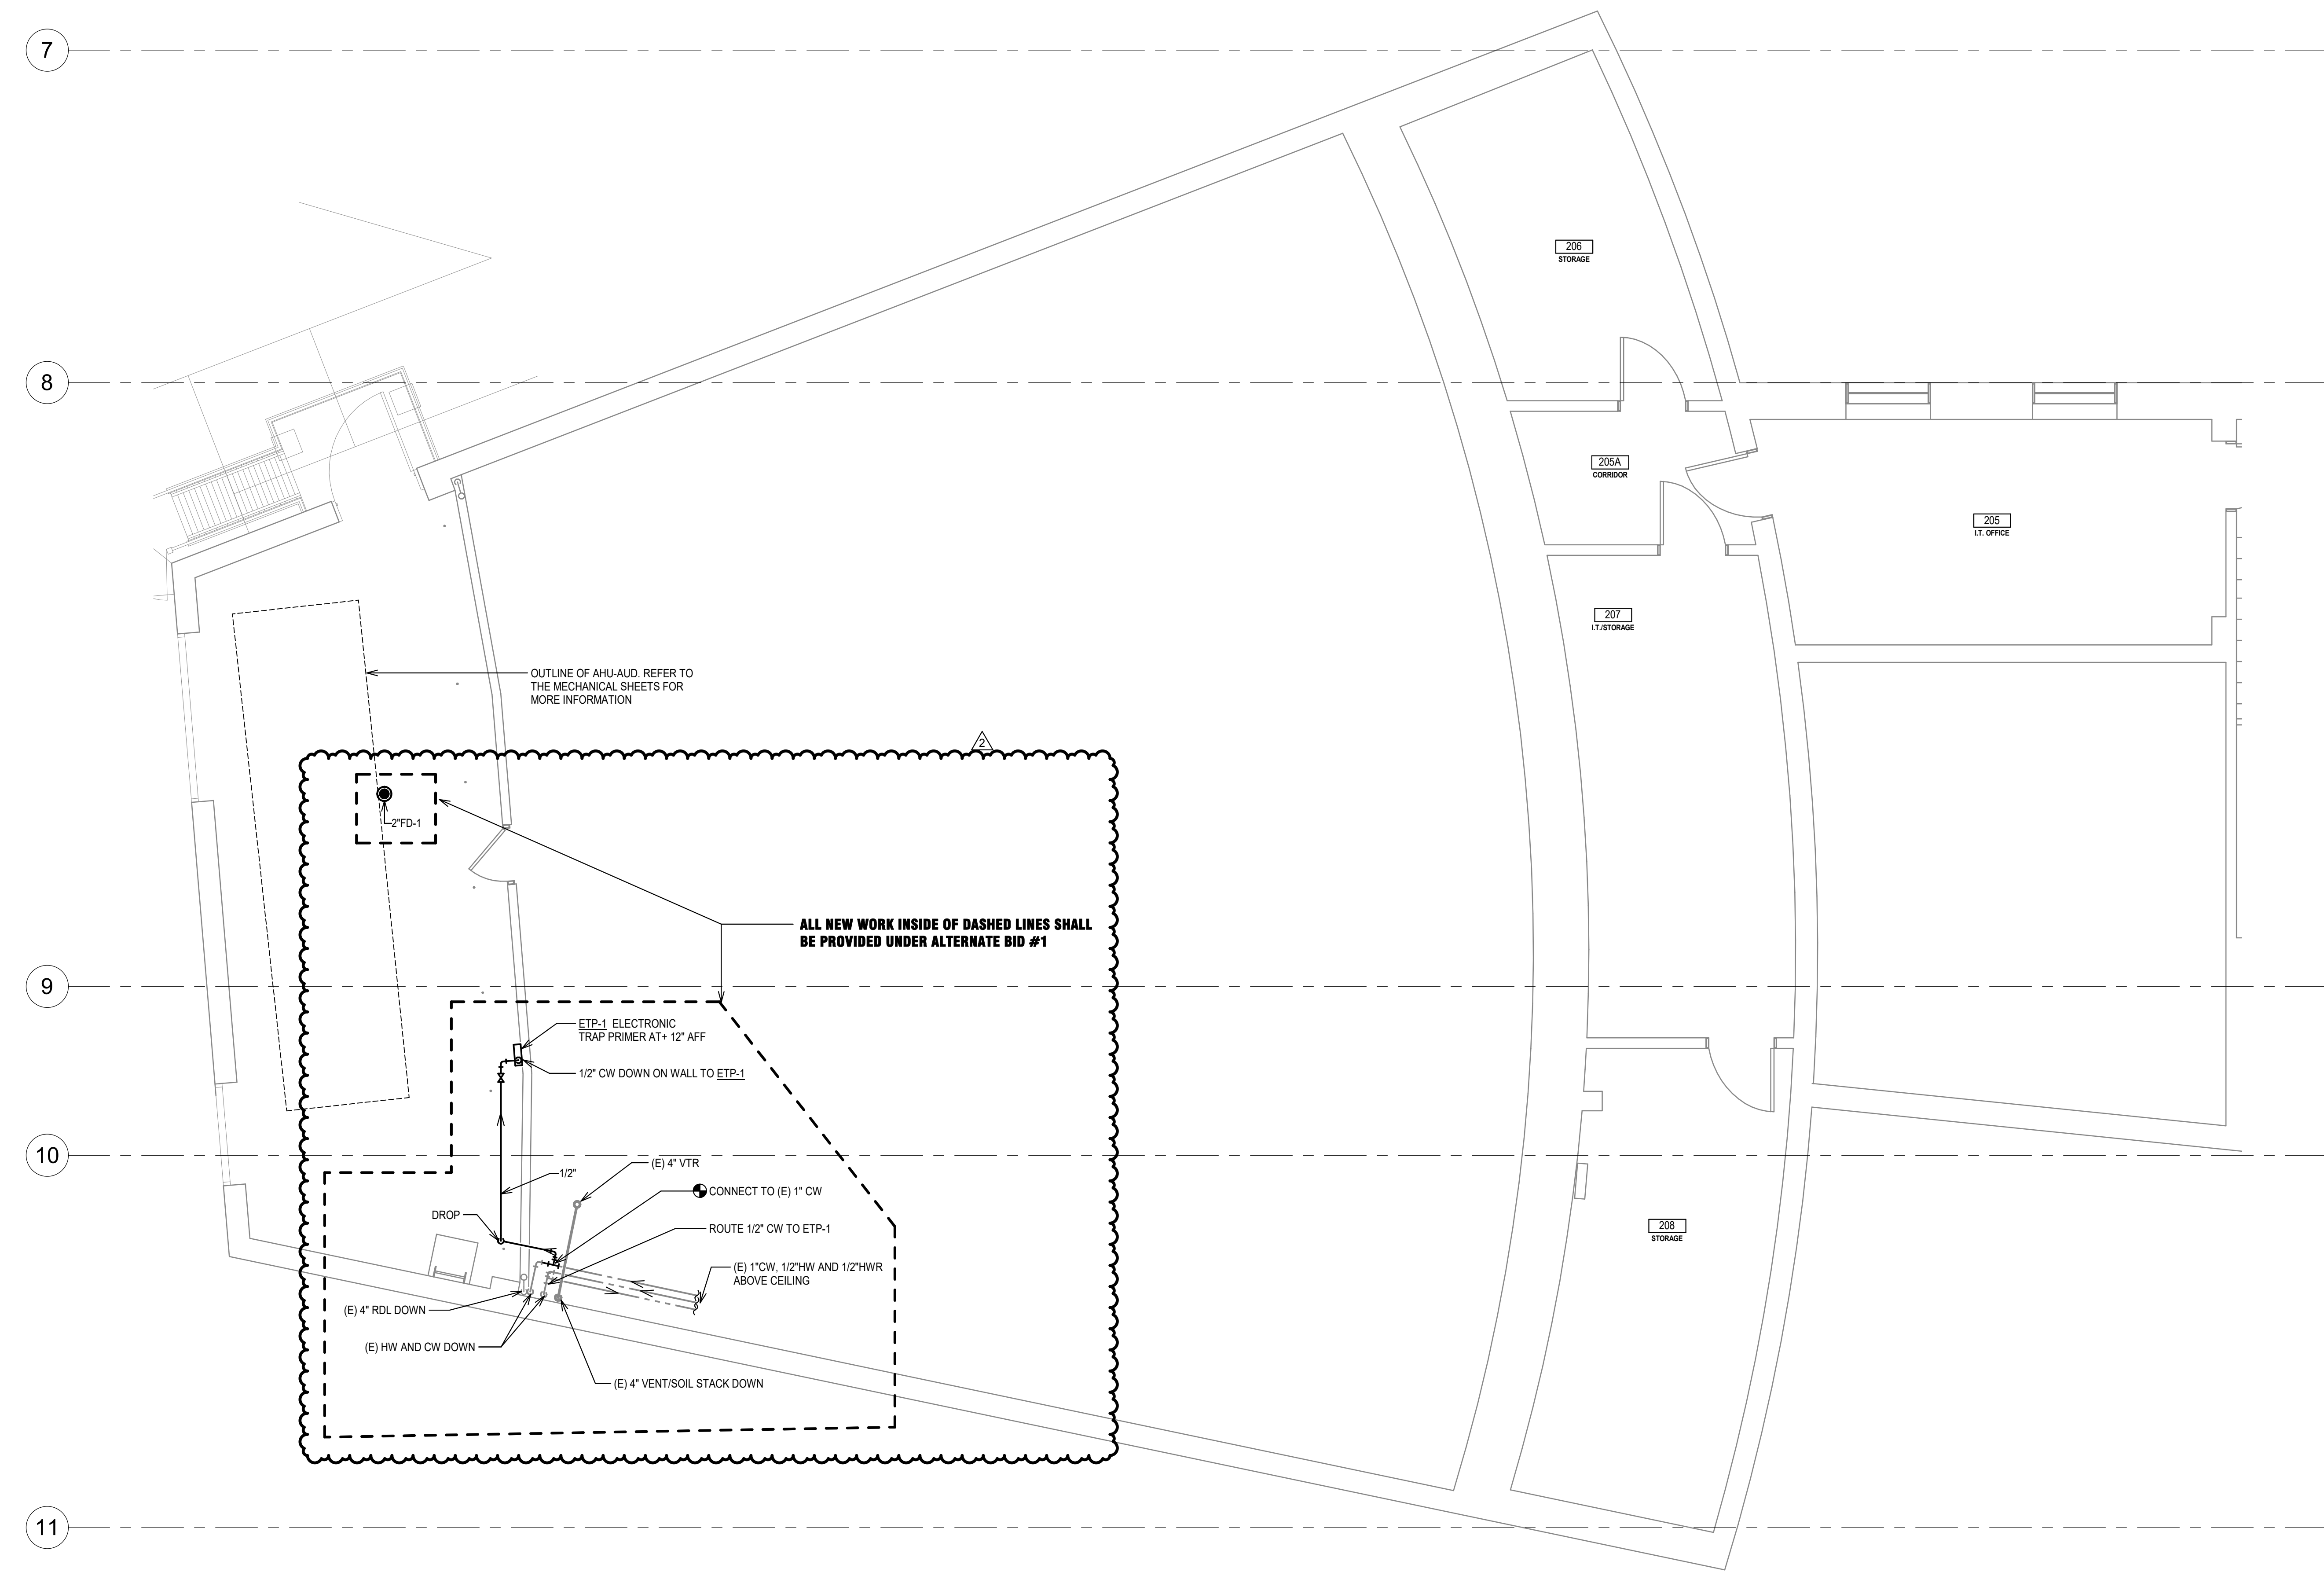 7
206
STORAGE
8
205A
CORRIDOR
205
I.T. OFFICE
207
I.T./STORAGE
OUTLINE OF AHU-AUD. REFER TO
THE MECHANICAL SHEETS FOR
MORE INFORMATION
2
2"FD-1
ALL NEW WORK INSIDE OF DASHED LINES SHALL
BE PROVIDED UNDER ALTERNATE BID #1
9
ETP-1 ELECTRONIC
TRAP PRIMER AT+ 12" AFF
1/2" CW DOWN ON WALL TO ETP-1
10
(E) 4" VTR
1/2"
CONNECT TO (E) 1" CW
DROP
ROUTE 1/2" CW TO ETP-1
208
STORAGE
(E) 1"CW, 1/2"HW AND 1/2"HWR
ABOVE CEILING
(E) 4" RDL DOWN
(E) HW AND CW DOWN
(E) 4" VENT/SOIL STACK DOWN
11